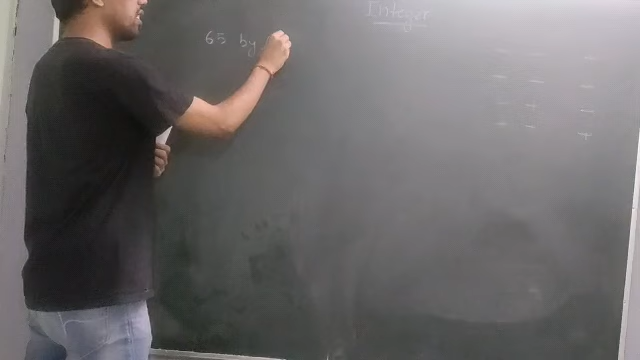 Integer
65 by
- - -
- - -
- + -
+ - +